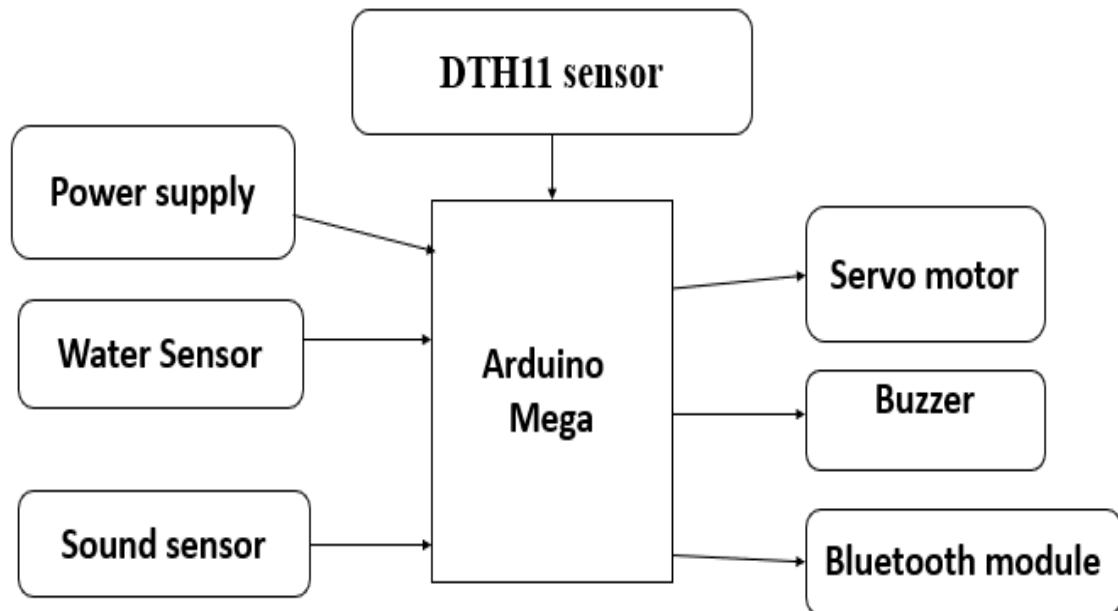 DTH11 sensor
Power supply
Water Sensor
Sound sensor
Arduino
Mega
Servo motor
Buzzer
Bluetooth module